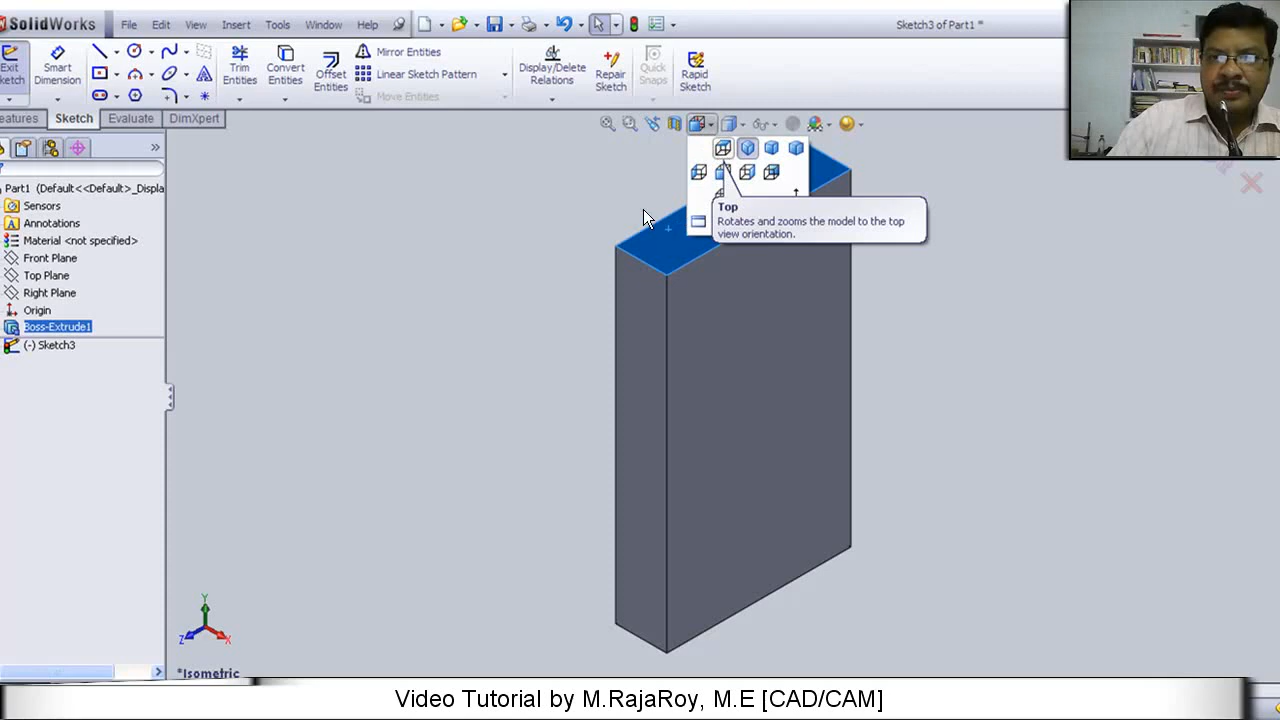 SolidWorks File Edit View Insert Tools Window Help Sketch3 of Part1 *
Exit Sketch
Smart Dimension
Trim Entities
Convert Entities
Offset Entities
Mirror Entities
Linear Sketch Pattern
Move Entities
Display/Delete Relations
Repair Sketch
Quick Snaps
Rapid Sketch
eatures Sketch Evaluate DimXpert
Part1 (Default<<Default>_Displa
Sensors
Annotations
Material <not specified>
Front Plane
Top Plane
Right Plane
Origin
Boss-Extrude1
(-) Sketch3
Top
Rotates and zooms the model to the top
view orientation.
Y
Z X
*Isometric
Video Tutorial by M.RajaRoy, M.E [CAD/CAM]